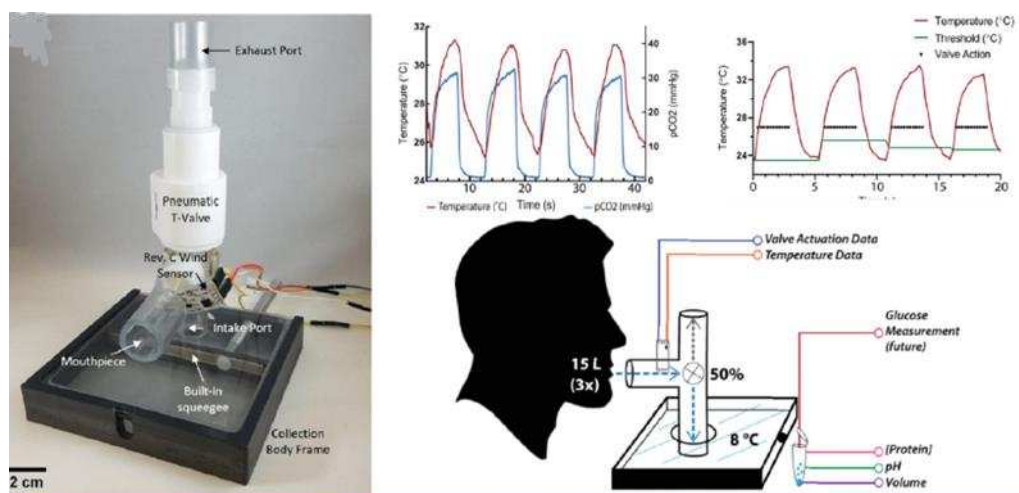 Exhaust Port
Pneumatic
T-Valve
Rev. C Wind
Sensor
Intake Port
Mouthpiece
Built-in
squeegee
Collection
Body Frame
2 cm
32
30
28
26
24
Temperature (°C)
0
10
20
30
40
Time (s)
40
30
20
10
0
pCO2 (mmHg)
Temperature (°C)
pCO2 (mmHg)
Temperature (°C)
Threshold (°C)
Valve Action
36
32
28
24
Temperature (°C)
0
5
10
15
20
Valve Actuation Data
Temperature Data
Glucose
Measurement
(future)
15 L
(3x)
50%
8 °C
[Protein]
pH
Volume